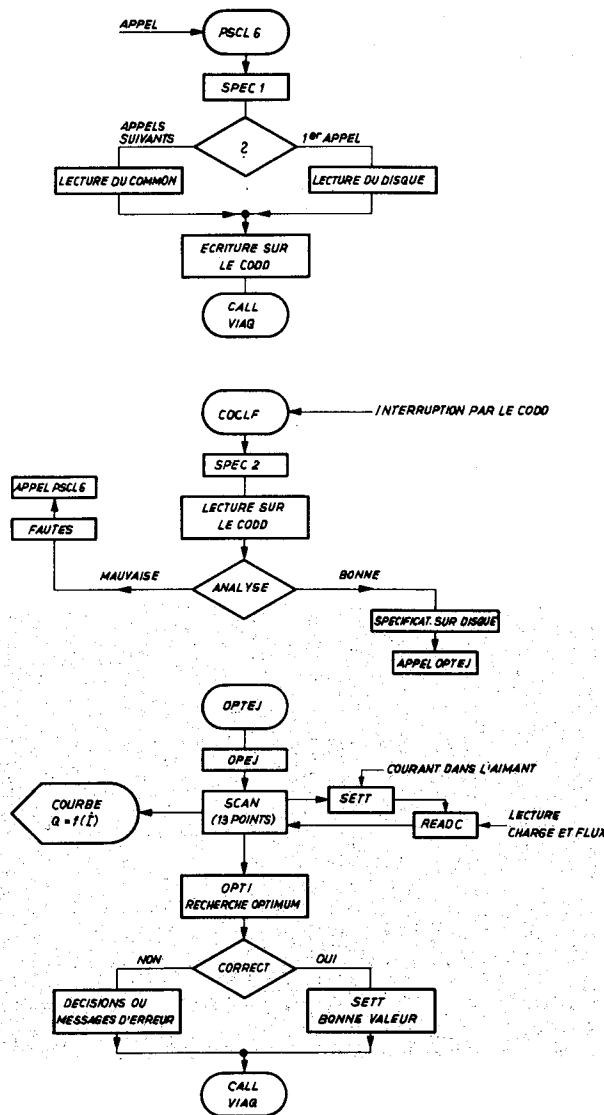 APPEL
PSCL 6
SPEC 1
APPELS
SUIVANTS
1er APPEL
?
LECTURE DU COMMON
LECTURE DU DISQUE
ECRITURE SUR
LE CODD
CALL
VIAQ
COCLF
INTERRUPTION PAR LE CODD
SPEC 2
APPEL PSCL6
LECTURE SUR
LE CODD
FAUTES
MAUVAISE
ANALYSE
BONNE
SPECIFICAT. SUR DISQUE
APPEL OPTEJ
OPTEJ
OPEJ
COURANT DANS L'AIMANT
COURBE
Q = f(İ)
SCAN
(13 POINTS)
SETT
READC
LECTURE
CHARGE ET FLUX
OPTI
RECHERCHE OPTIMUM
NON
CORRECT
OUI
DECISIONS OU
MESSAGES D'ERREUR
SETT
BONNE VALEUR
CALL
VIAQ